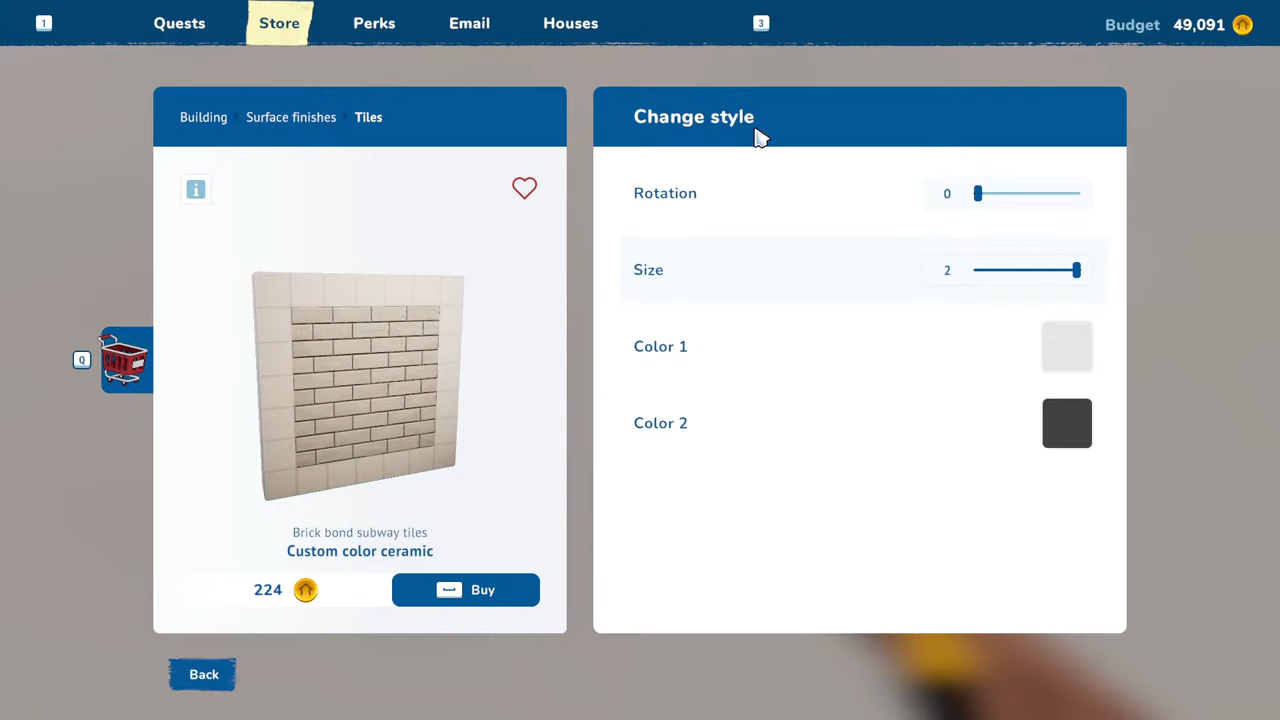 1 Quests Store Perks Email Houses 3 Budget 49,091
Building Surface finishes Tiles
Change style
i
Rotation 0
Size 2
Q
Color 1
Color 2
Brick bond subway tiles
Custom color ceramic
224 Buy
Back